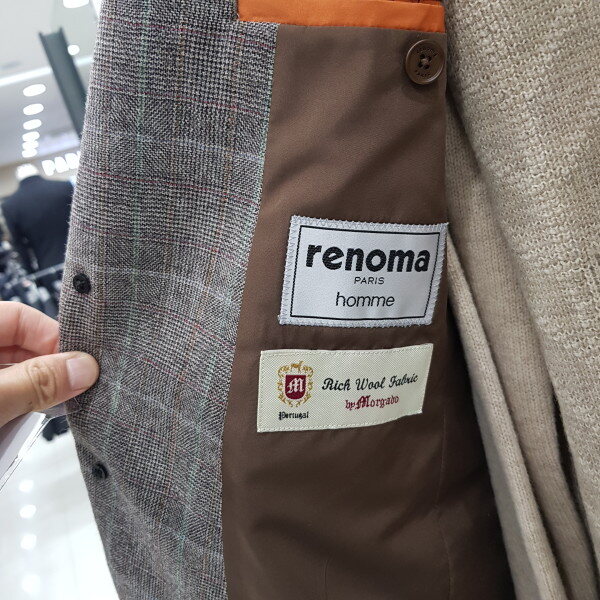 renoma
PARIS
homme
M
Rich Wool Fabric
by Morgado
Portugal